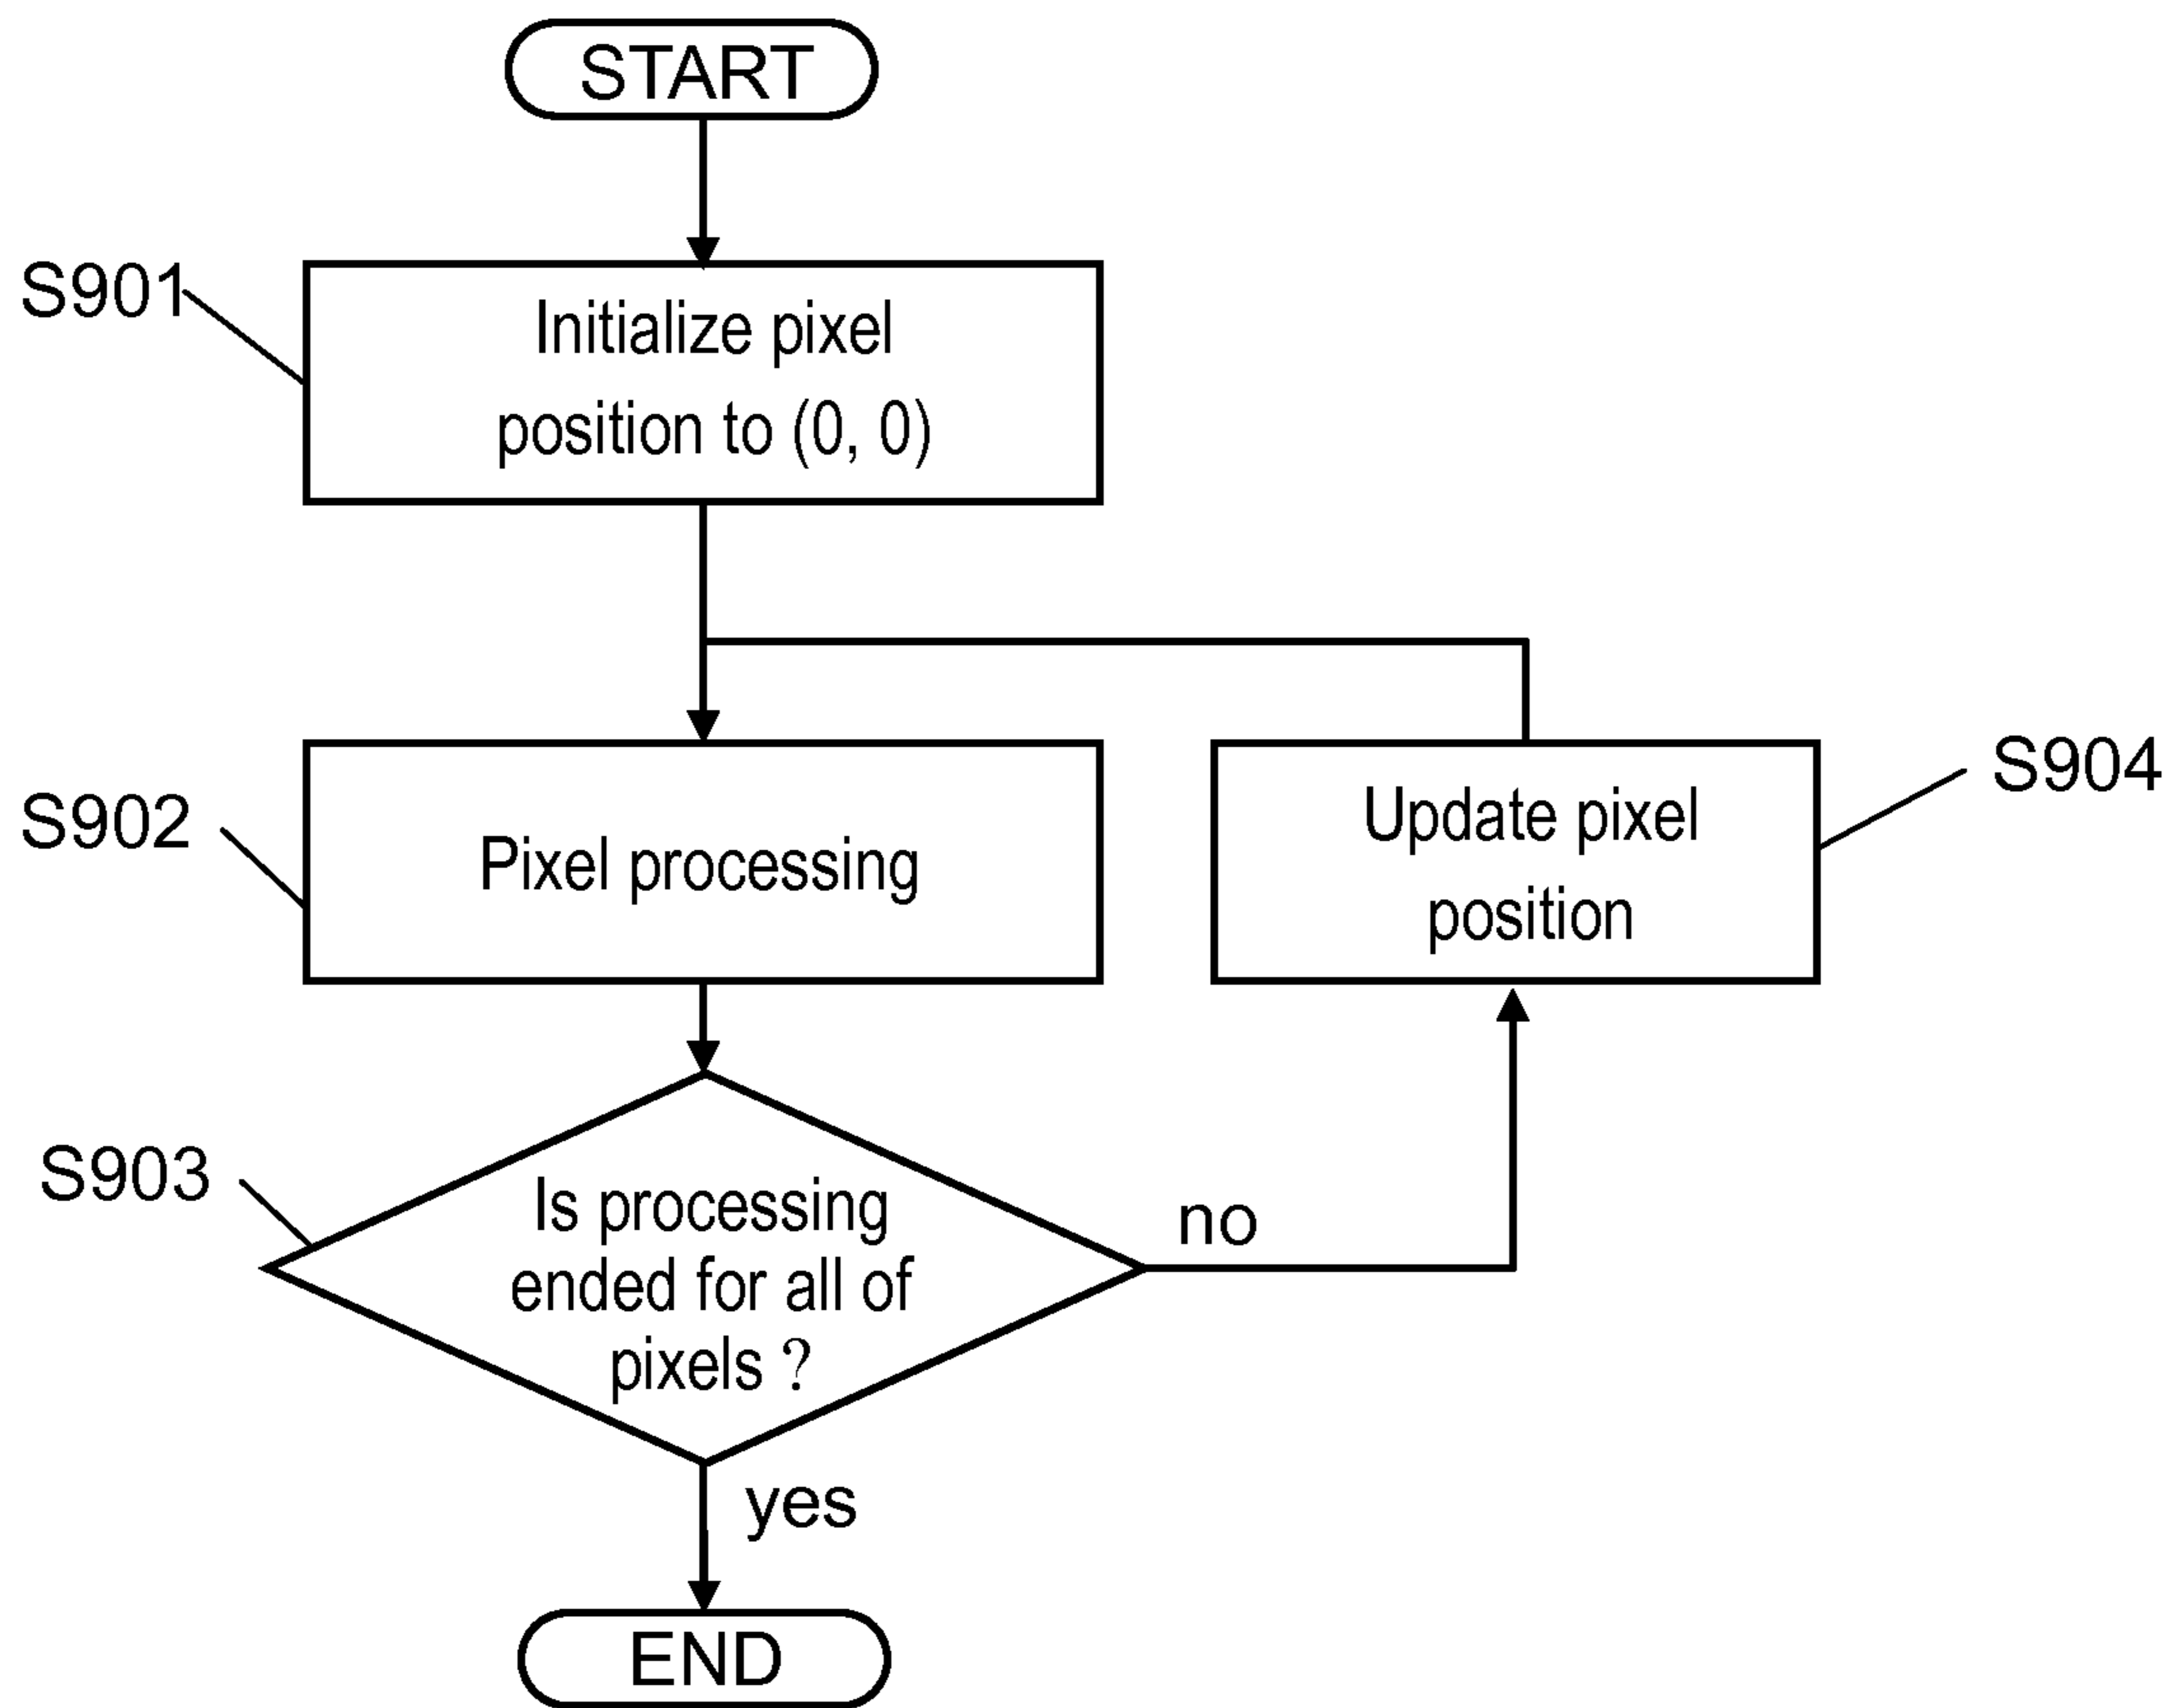 START
S901
Initialize pixel
position to (0, 0)
S902
Pixel processing
Update pixel
position
S904
S903
Is processing
ended for all of
pixels ?
no
yes
END